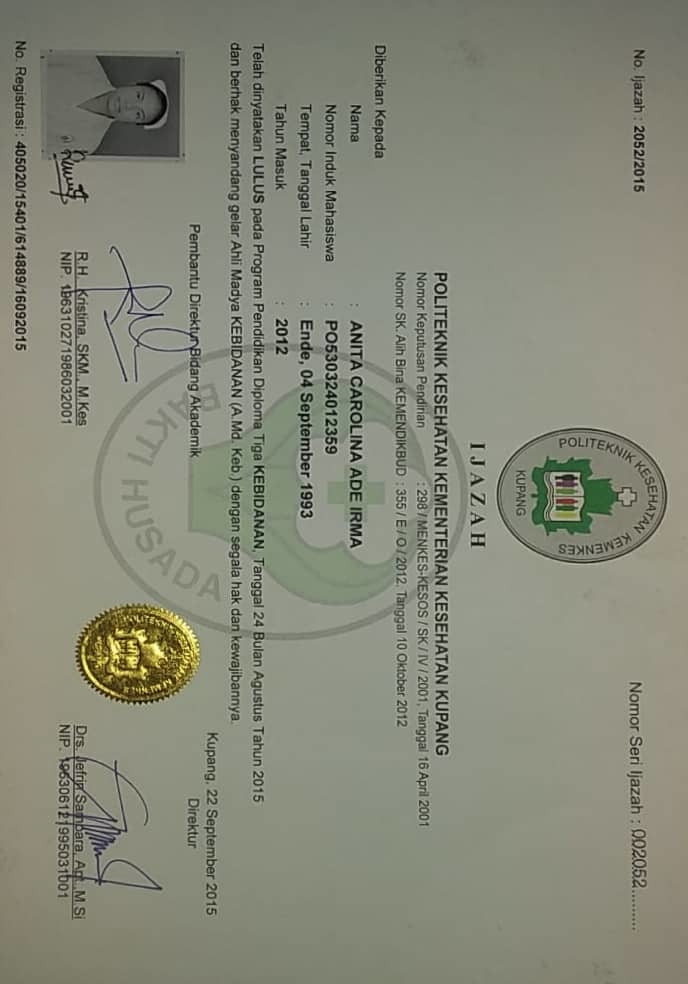 No. Ijazah : 2052/2015
Nomor Seri Ijazah : 002052.........
POLITEKNIK KESEHATAN KEMENKES
KUPANG
I J A Z A H
POLITEKNIK KESEHATAN KEMENTERIAN KESEHATAN KUPANG
Nomor Keputusan Pendirian : 298 / MENKES-KESOS / SK / IV / 2001, Tanggal 16 April 2001
Nomor SK. Alih Bina KEMENDIKBUD : 355 / E / O / 2012, Tanggal 10 Oktober 2012
Diberikan Kepada
Nama : ANITA CAROLINA ADE IRMA
Nomor Induk Mahasiswa : PO530324012359
Tempat, Tanggal Lahir : Ende, 04 September 1993
Tahun Masuk : 2012
Telah dinyatakan LULUS pada Program Pendidikan Diploma Tiga KEBIDANAN, Tanggal 24 Bulan Agustus Tahun 2015
dan berhak menyandang gelar Ahli Madya KEBIDANAN (A.Md. Keb.) dengan segala hak dan kewajibannya.
BAKTI HUSADA
Kupang, 22 September 2015
Pembantu Direktur Bidang Akademik
Direktur
R.H. Kristina, SKM., M.Kes
NIP. 196310271986032001
Drs. Jefrin Sambara, Apt., M.Si
NIP. 196306121995031001
No. Registrasi : 405020/15401/614889/16092015